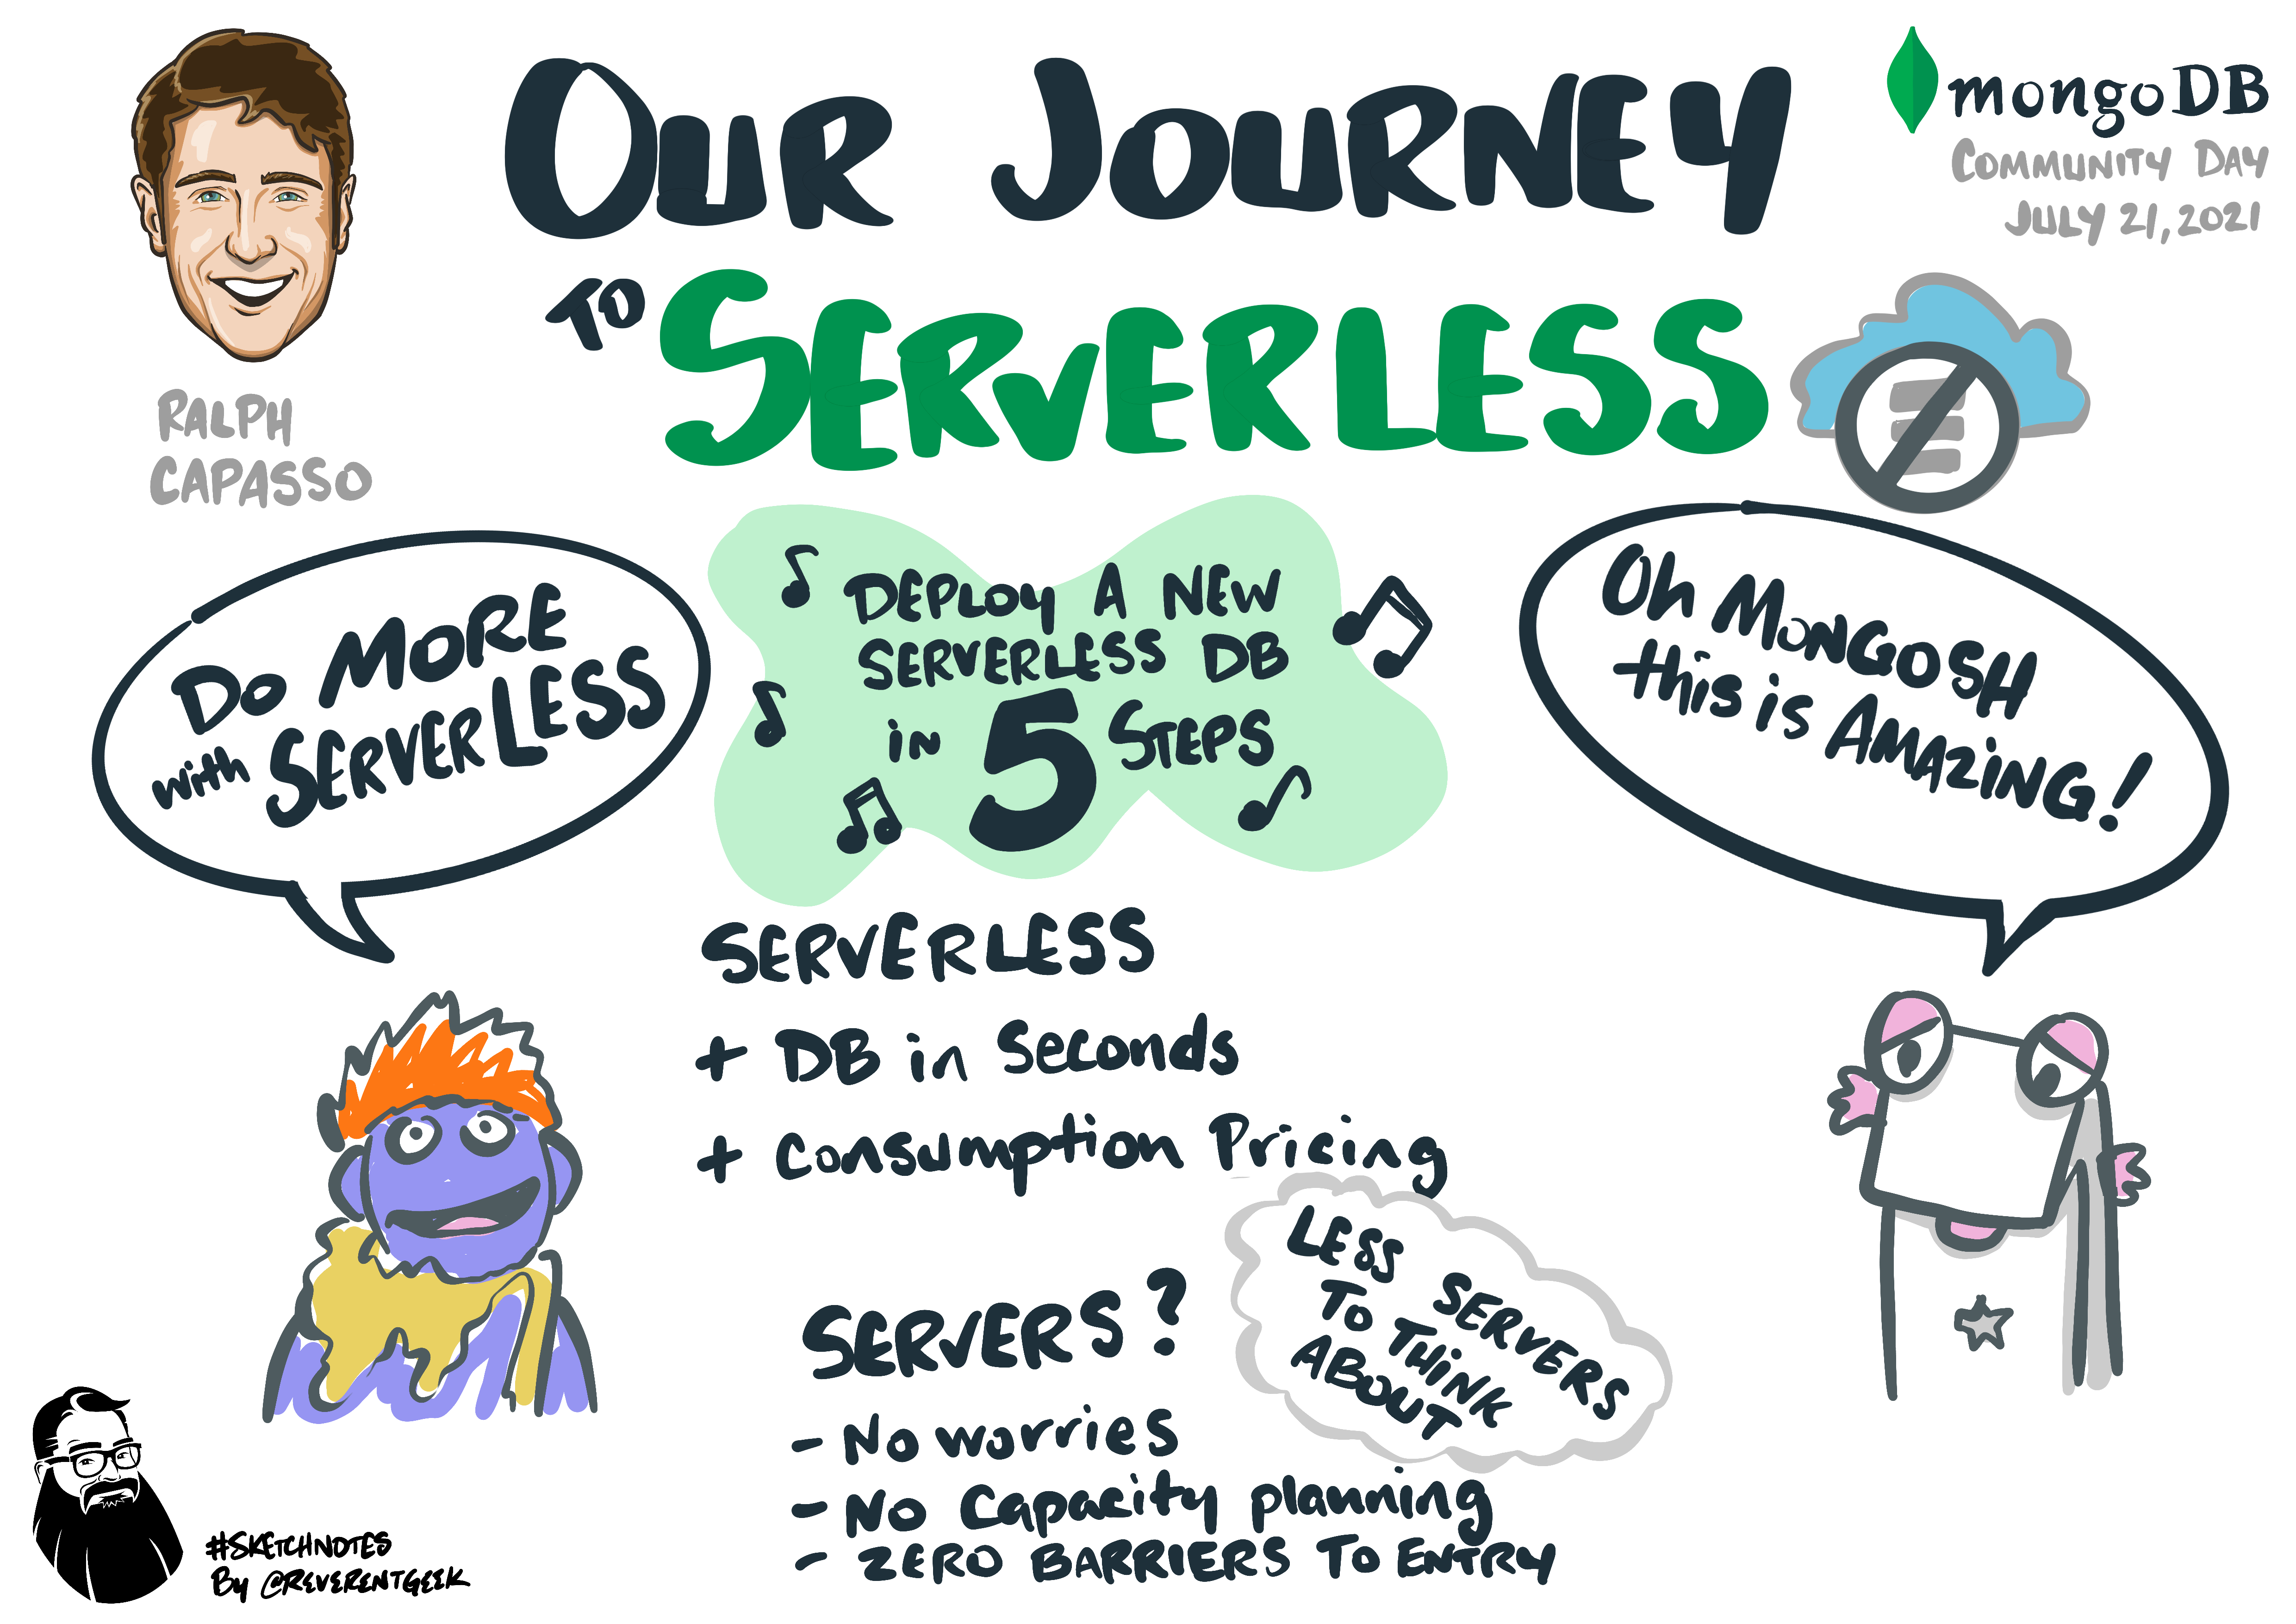 OUR JOURNEY
TO SERVERLESS
mongoDB
COMMUNITY DAY
JULY 21, 2021
RALPH
CAPASSO
Do MORE
with SERVERLESS
DEPLOY A NEW
SERVERLESS DB
in 5 STEPS
Oh MONGOSH
this is AMAZING!
SERVERLESS
+ DB in Seconds
+ Consumption Pricing
LESS SERVERS
TO THINK
ABOUT
SERVERS?
- No worries
- No Capacity planning
- ZERO BARRIERS TO ENTRY
#SKETCHNOTES
By @REVERENTGEEK